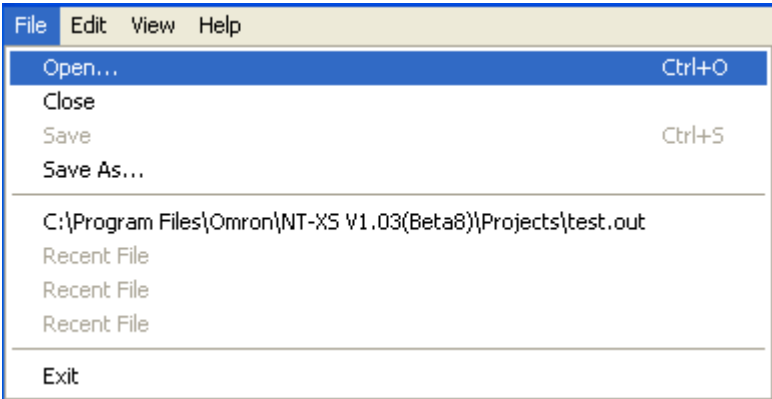 File Edit View Help
Open... Ctrl+O
Close
Save Ctrl+S
Save As...
C:\Program Files\Omron\NT-XS V1.03(Beta8)\Projects\test.out
Recent File
Recent File
Recent File
Exit